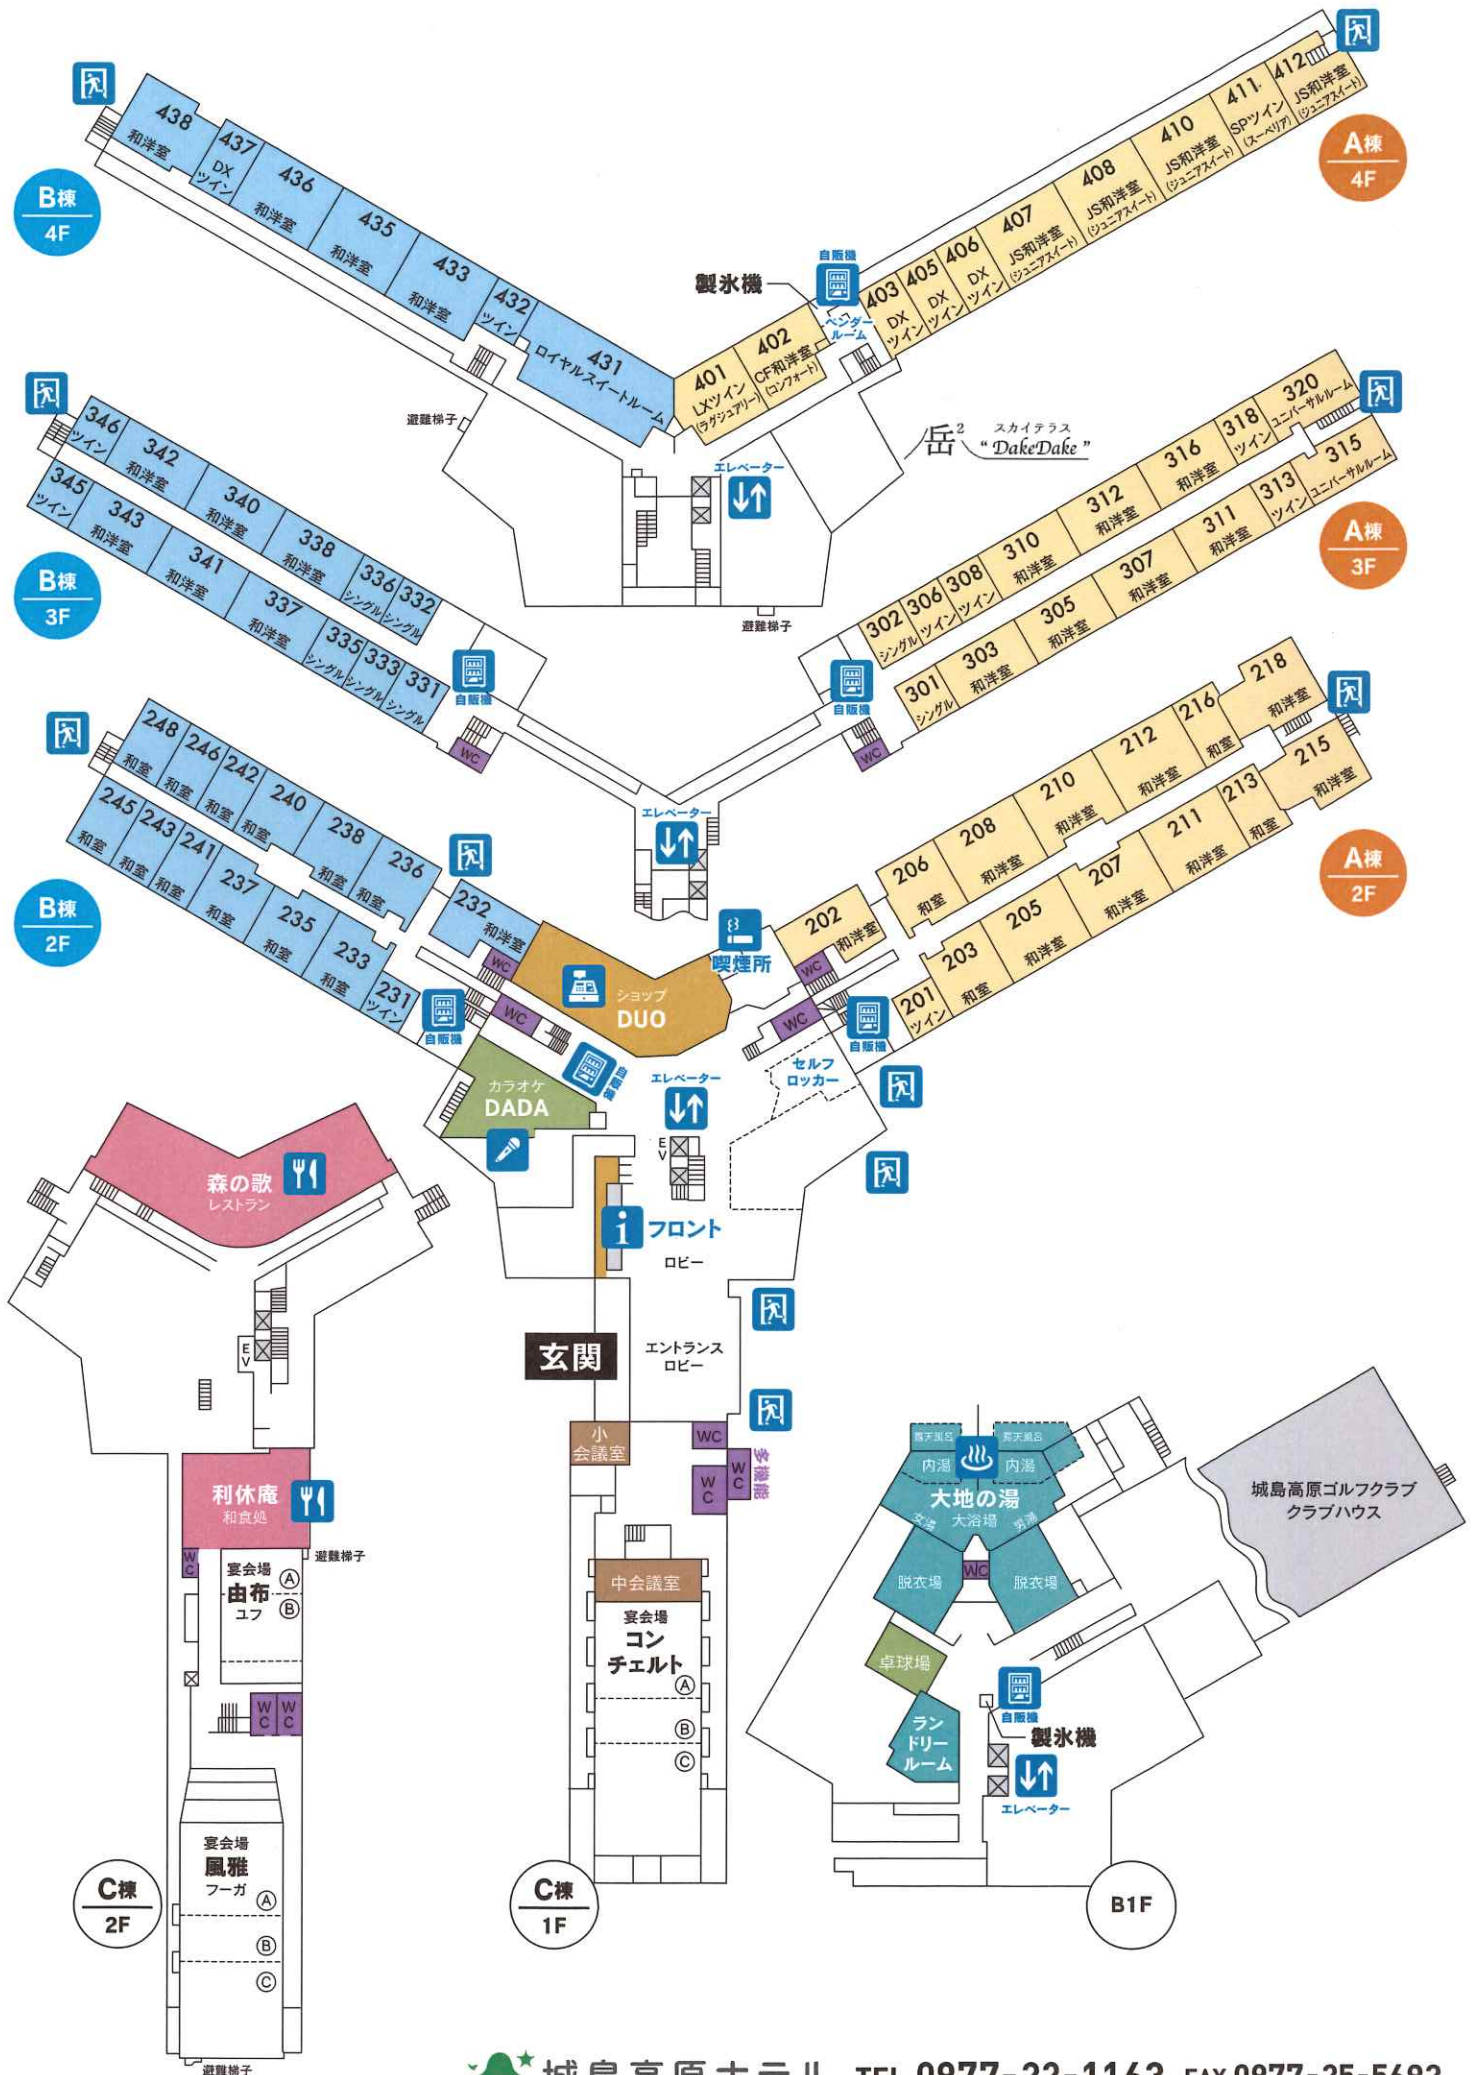 B棟
4F
438
和洋室
437
DX
ツイン
436
和洋室
435
和洋室
433
和洋室
432
ツイン
431
ロイヤルスイートルーム
避難梯子
A棟
4F
401
LXツイン
(ラグジュアリー)
402
CF和洋室
(コンフォート)
製氷機
自販機
ベンダー
ルーム
403
DX
ツイン
405
DX
ツイン
406
DX
ツイン
407
JS和洋室
(ジュニアスイート)
408
JS和洋室
(ジュニアスイート)
410
JS和洋室
(ジュニアスイート)
411
SPツイン
(スーペリア)
412
JS和洋室
(ジュニアスイート)
岳²
スカイテラス
“DakeDake”
エレベーター
避難梯子
B棟
3F
346
ツイン
342
和洋室
340
和洋室
338
和洋室
336
シングル
332
シングル
345
ツイン
343
和洋室
341
和洋室
337
和洋室
335
シングル
333
シングル
331
シングル
自販機
WC
A棟
3F
302
シングル
306
ツイン
308
ツイン
310
和洋室
312
和洋室
316
和洋室
318
ツイン
320
ユニバーサルルーム
301
シングル
303
和洋室
305
和洋室
307
和洋室
311
和洋室
313
ツイン
315
ユニバーサルルーム
自販機
WC
エレベーター
B棟
2F
248
和室
246
和室
242
和室
240
和室
238
和室
236
和室
232
和洋室
245
和室
243
和室
241
和室
237
和室
235
和室
233
和室
231
ツイン
自販機
WC
WC
A棟
2F
202
和洋室
206
和室
208
和洋室
210
和洋室
212
和洋室
216
和室
218
和洋室
201
ツイン
203
和室
205
和洋室
207
和洋室
211
和洋室
213
和室
215
和洋室
喫煙所
WC
WC
自販機
セルフ
ロッカー
ショップ
DUO
カラオケ
DADA
自販機
エレベーター
EV
フロント
ロビー
玄関
エントランス
ロビー
小
会議室
WC
WC
WC
多機能
中会議室
宴会場
コン
チェルト
A
B
C
C棟
1F
森の歌
レストラン
EV
利休庵
和食処
WC
避難梯子
宴会場
由布
ユフ
A
B
WC
WC
宴会場
風雅
フーガ
A
B
C
C棟
2F
避難梯子
露天風呂
露天風呂
内湯
内湯
大地の湯
女湯
大浴場
男湯
脱衣場
WC
脱衣場
卓球場
ラン
ドリー
ルーム
自販機
製氷機
エレベーター
B1F
城島高原ゴルフクラブ
クラブハウス
城島高原ホテル TEL 0977-22-1163 FAX 0977-25-5692